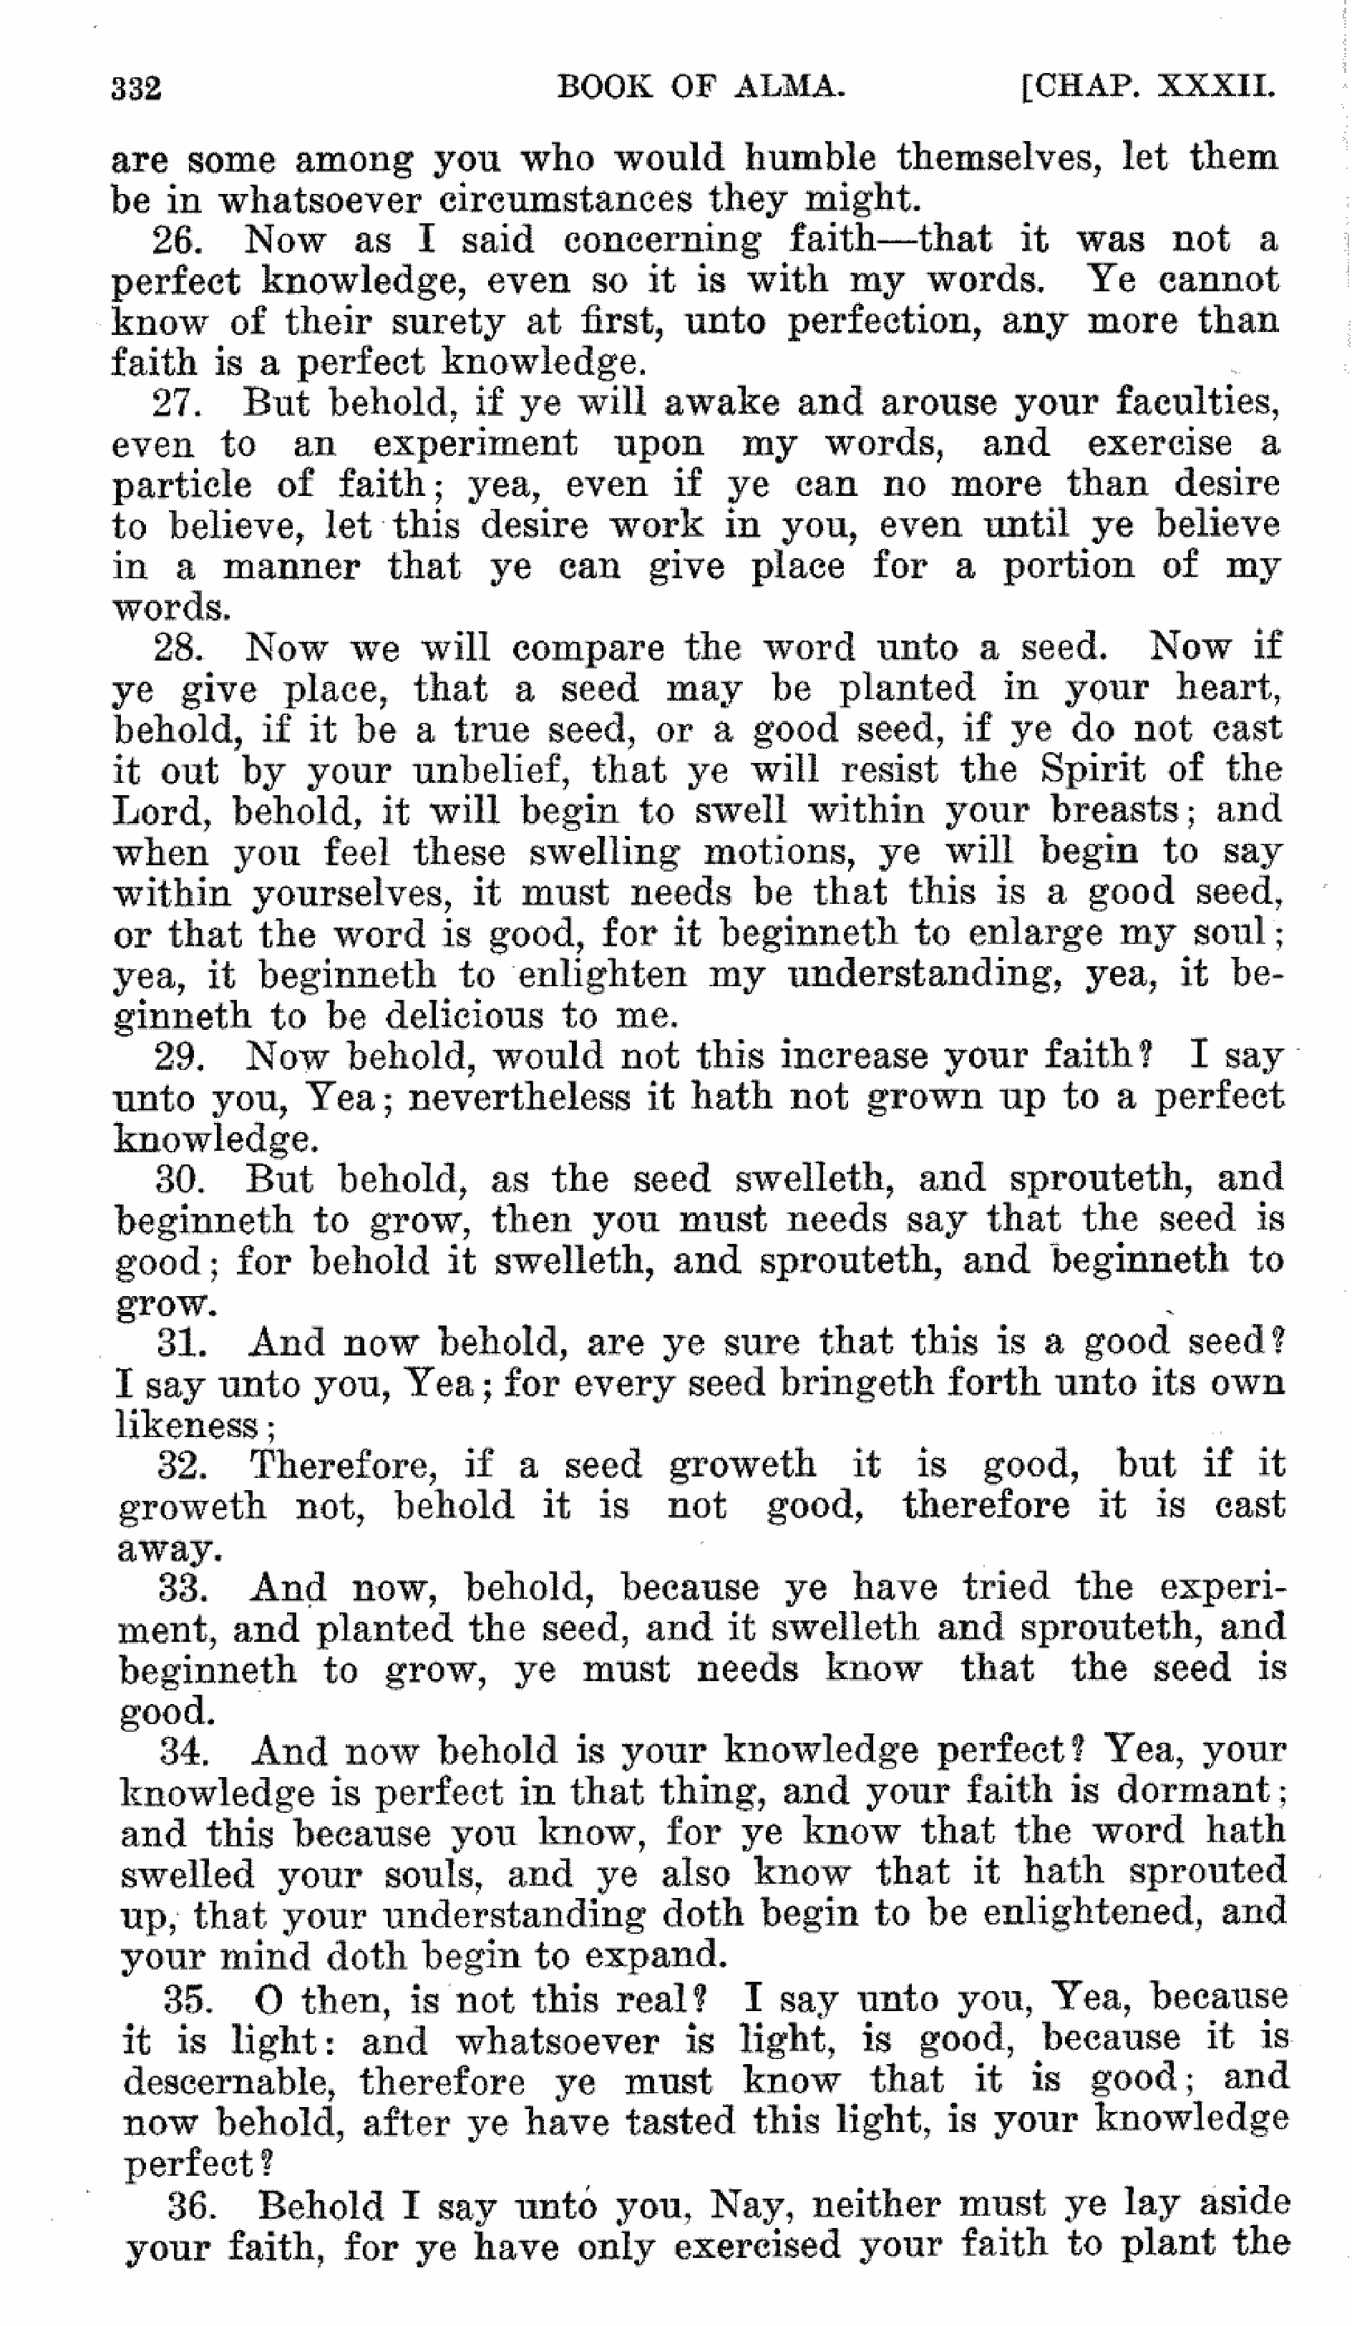 332 BOOK OF ALMA. [CHAP. XXXII.
are some among you who would humble themselves, let them
be in whatsoever circumstances they might.
26. Now as I said concerning faith—that it was not a
perfect knowledge, even so it is with my words. Ye cannot
know of their surety at first, unto perfection, any more than
faith is a perfect knowledge.
27. But behold, if ye will awake and arouse your faculties,
even to an experiment upon my words, and exercise a
particle of faith; yea, even if ye can no more than desire
to believe, let this desire work in you, even until ye believe
in a manner that ye can give place for a portion of my
words.
28. Now we will compare the word unto a seed. Now if
ye give place, that a seed may be planted in your heart,
behold, if it be a true seed, or a good seed, if ye do not cast
it out by your unbelief, that ye will resist the Spirit of the
Lord, behold, it will begin to swell within your breasts; and
when you feel these swelling motions, ye will begin to say
within yourselves, it must needs be that this is a good seed,
or that the word is good, for it beginneth to enlarge my soul;
yea, it beginneth to enlighten my understanding, yea, it be-
ginneth to be delicious to me.
29. Now behold, would not this increase your faith? I say
unto you, Yea; nevertheless it hath not grown up to a perfect
knowledge.
30. But behold, as the seed swelleth, and sprouteth, and
beginneth to grow, then you must needs say that the seed is
good; for behold it swelleth, and sprouteth, and beginneth to
grow.
31. And now behold, are ye sure that this is a good seed?
I say unto you, Yea; for every seed bringeth forth unto its own
likeness;
32. Therefore, if a seed groweth it is good, but if it
groweth not, behold it is not good, therefore it is cast
away.
33. And now, behold, because ye have tried the experi-
ment, and planted the seed, and it swelleth and sprouteth, and
beginneth to grow, ye must needs know that the seed is
good.
34. And now behold is your knowledge perfect? Yea, your
knowledge is perfect in that thing, and your faith is dormant;
and this because you know, for ye know that the word hath
swelled your souls, and ye also know that it hath sprouted
up, that your understanding doth begin to be enlightened, and
your mind doth begin to expand.
35. O then, is not this real? I say unto you, Yea, because
it is light: and whatsoever is light, is good, because it is
descernable, therefore ye must know that it is good; and
now behold, after ye have tasted this light, is your knowledge
perfect?
36. Behold I say unto you, Nay, neither must ye lay aside
your faith, for ye have only exercised your faith to plant the